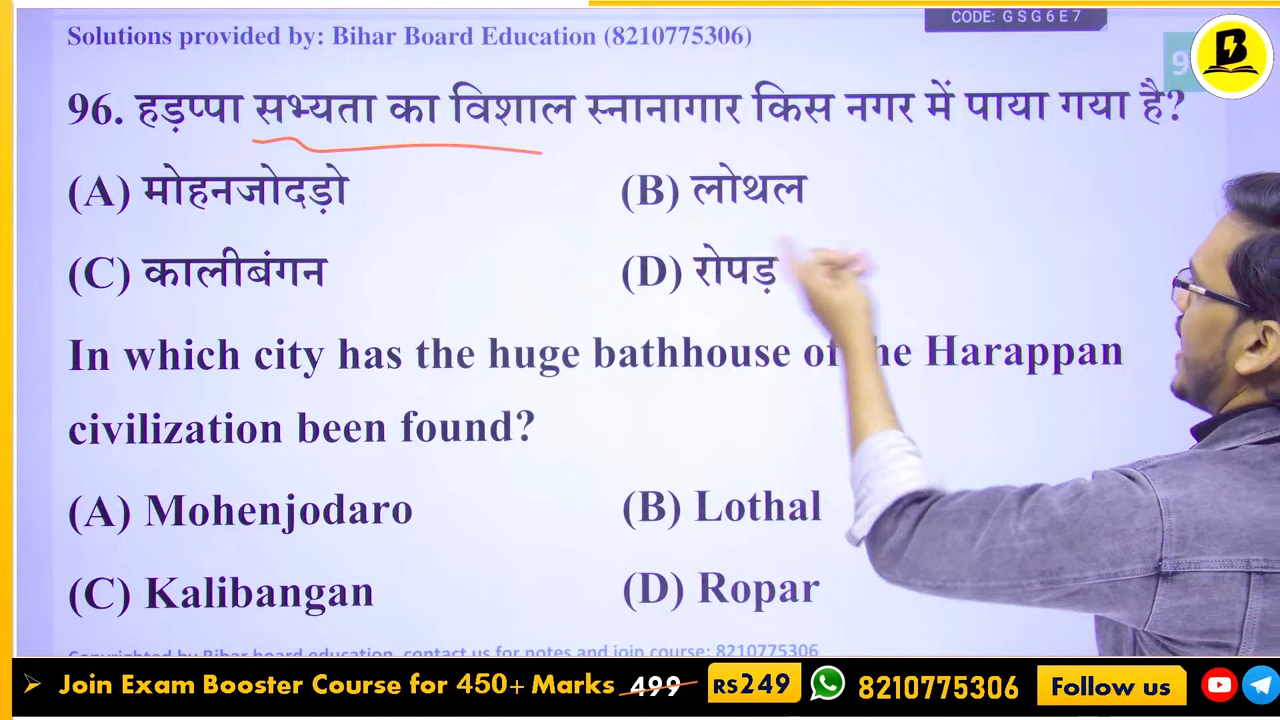 Solutions provided by: Bihar Board Education (8210775306)
CODE: G S G 6 E 7
9
B
96. हड़प्पा सभ्यता का विशाल स्नानागार किस नगर में पाया गया है?
(A) मोहनजोदड़ो (B) लोथल
(C) कालीबंगन (D) रोपड़
In which city has the huge bathhouse of the Harappan
civilization been found?
(A) Mohenjodaro (B) Lothal
(C) Kalibangan (D) Ropar
Copyrighted by Bihar board education, contact us for notes and join course: 8210775306
Join Exam Booster Course for 450+ Marks 499 RS249 8210775306 Follow us